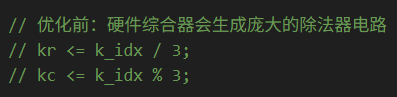 // 优化前：硬件综合器会生成庞大的除法器电路
// kr <= k_idx / 3;
// kc <= k_idx % 3;